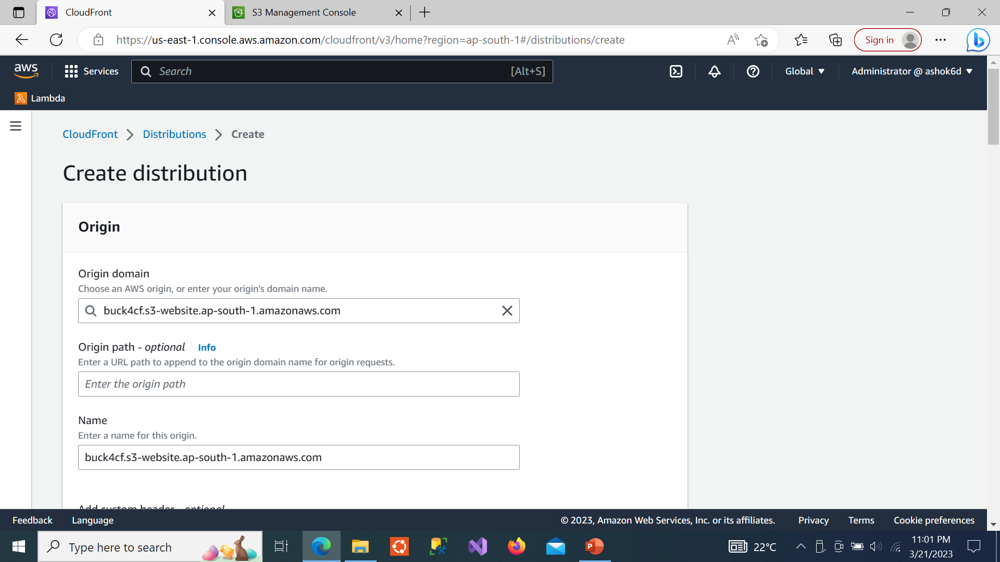 CloudFront
S3 Management Console
https://us-east-1.console.aws.amazon.com/cloudfront/v3/home?region=ap-south-1#/distributions/create
Sign in
aws
Services
Search
[Alt+S]
Global
Administrator @ ashok6d
Lambda
CloudFront
Distributions
Create
Create distribution
Origin
Origin domain
Choose an AWS origin, or enter your origin's domain name.
buck4cf.s3-website.ap-south-1.amazonaws.com
Origin path - optional
Info
Enter a URL path to append to the origin domain name for origin requests.
Enter the origin path
Name
Enter a name for this origin.
buck4cf.s3-website.ap-south-1.amazonaws.com
Add custom header - optional
Feedback
Language
© 2023, Amazon Web Services, Inc. or its affiliates.
Privacy
Terms
Cookie preferences
Type here to search
22°C
11:01 PM
3/21/2023